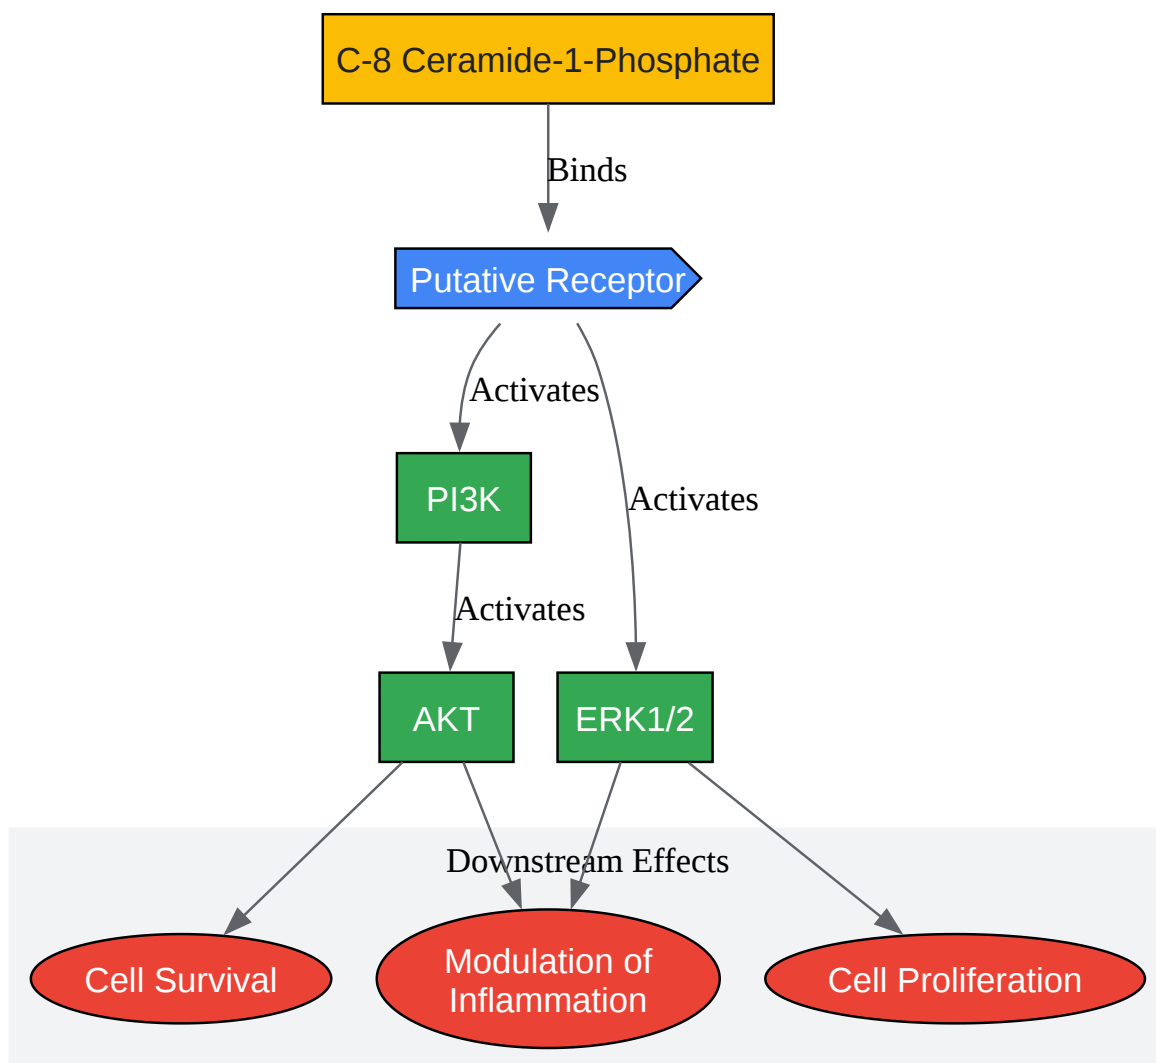 C-8 Ceramide-1-Phosphate
Binds
Putative Receptor
Activates
PI3K
Activates
Activates
AKT
ERK1/2
Downstream Effects
Cell Survival
Modulation of
Inflammation
Cell Proliferation